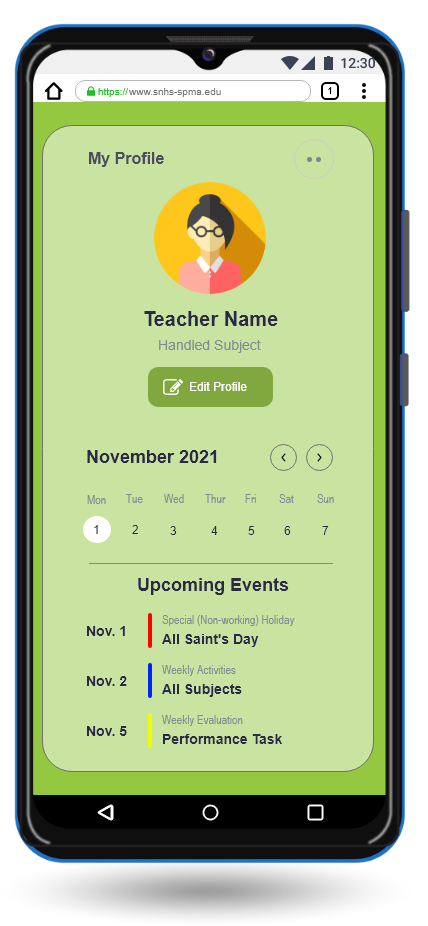 12:30
https://www.snhs-spma.edu
1
My Profile
Teacher Name
Handled Subject
Edit Profile
November 2021
Mon Tue Wed Thur Fri Sat Sun
1 2 3 4 5 6 7
Upcoming Events
Special (Non-working) Holiday
Nov. 1 All Saint's Day
Weekly Activities
Nov. 2 All Subjects
Weekly Evaluation
Nov. 5 Performance Task